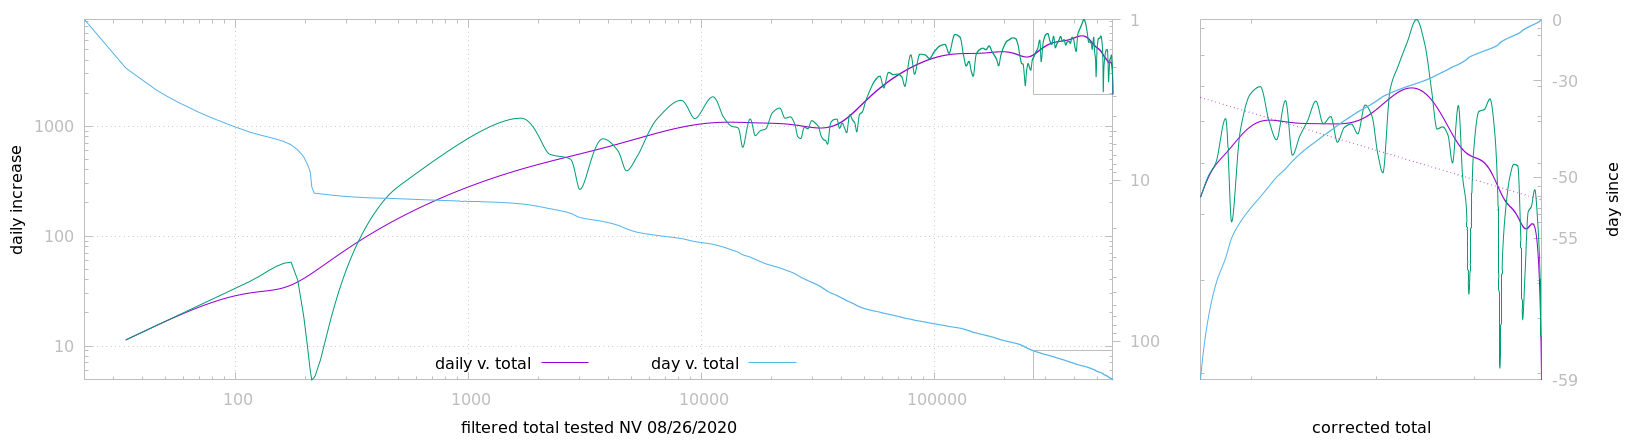 1000
100
10
daily increase
1
10
100
0
-30
-50
-55
-59
day since
daily v. total
day v. total
100
1000
10000
100000
filtered total tested NV 08/26/2020
corrected total